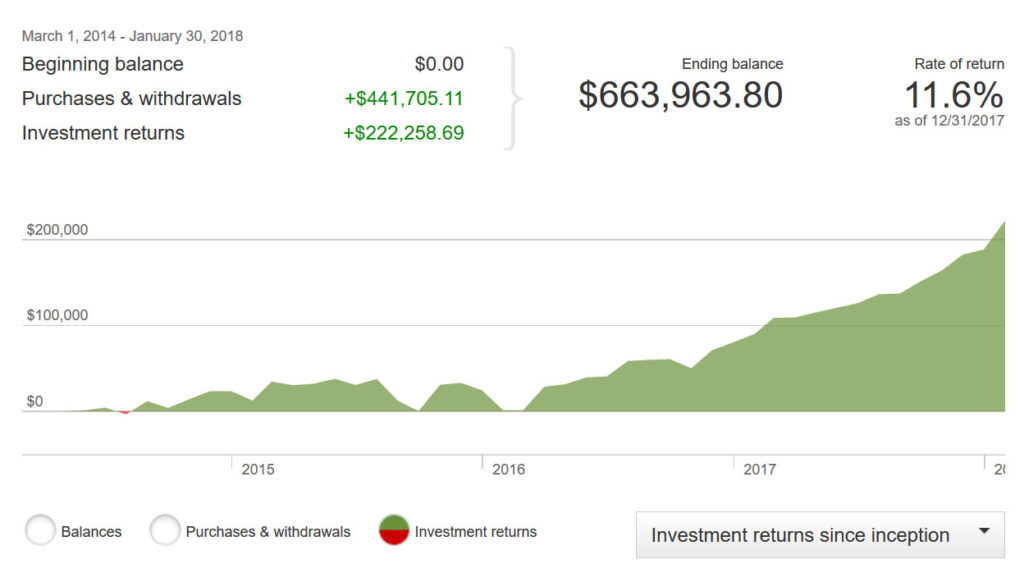 March 1, 2014 - January 30, 2018
Beginning balance $0.00
Purchases & withdrawals +$441,705.11
Investment returns +$222,258.69
Ending balance
$663,963.80
Rate of return
11.6%
as of 12/31/2017
$200,000
$100,000
$0
2015 2016 2017
Balances Purchases & withdrawals Investment returns
Investment returns since inception